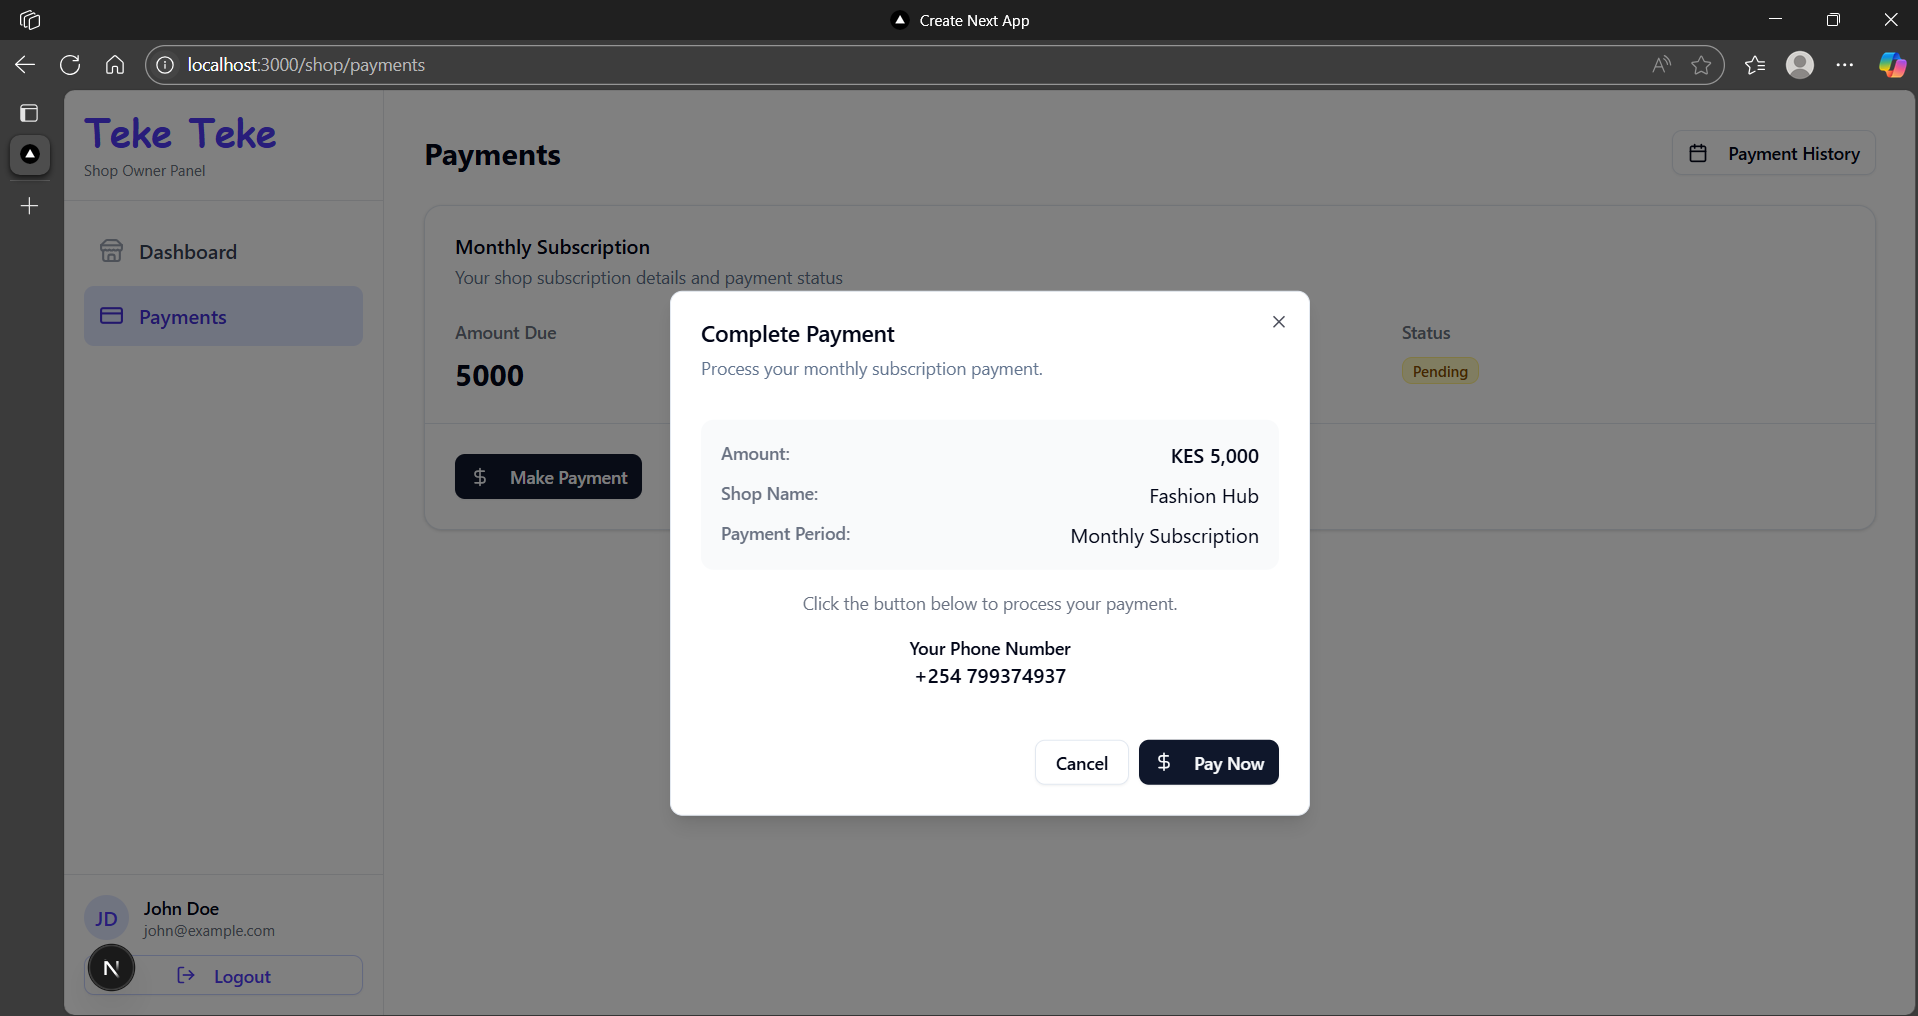 Create Next App
localhost:3000/shop/payments
Teke Teke
Shop Owner Panel
Dashboard
Payments
Payments
Payment History
Monthly Subscription
Your shop subscription details and payment status
Amount Due
5000
Status
Pending
$ Make Payment
Complete Payment
Process your monthly subscription payment.
Amount: KES 5,000
Shop Name: Fashion Hub
Payment Period: Monthly Subscription
Click the button below to process your payment.
Your Phone Number
+254 799374937
Cancel
$ Pay Now
JD
John Doe
john@example.com
N
Logout